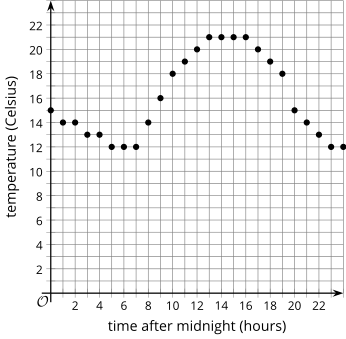 temperature (Celsius)
22
20
18
16
14
12
10
8
6
4
2
O
2 4 6 8 10 12 14 16 18 20 22
time after midnight (hours)